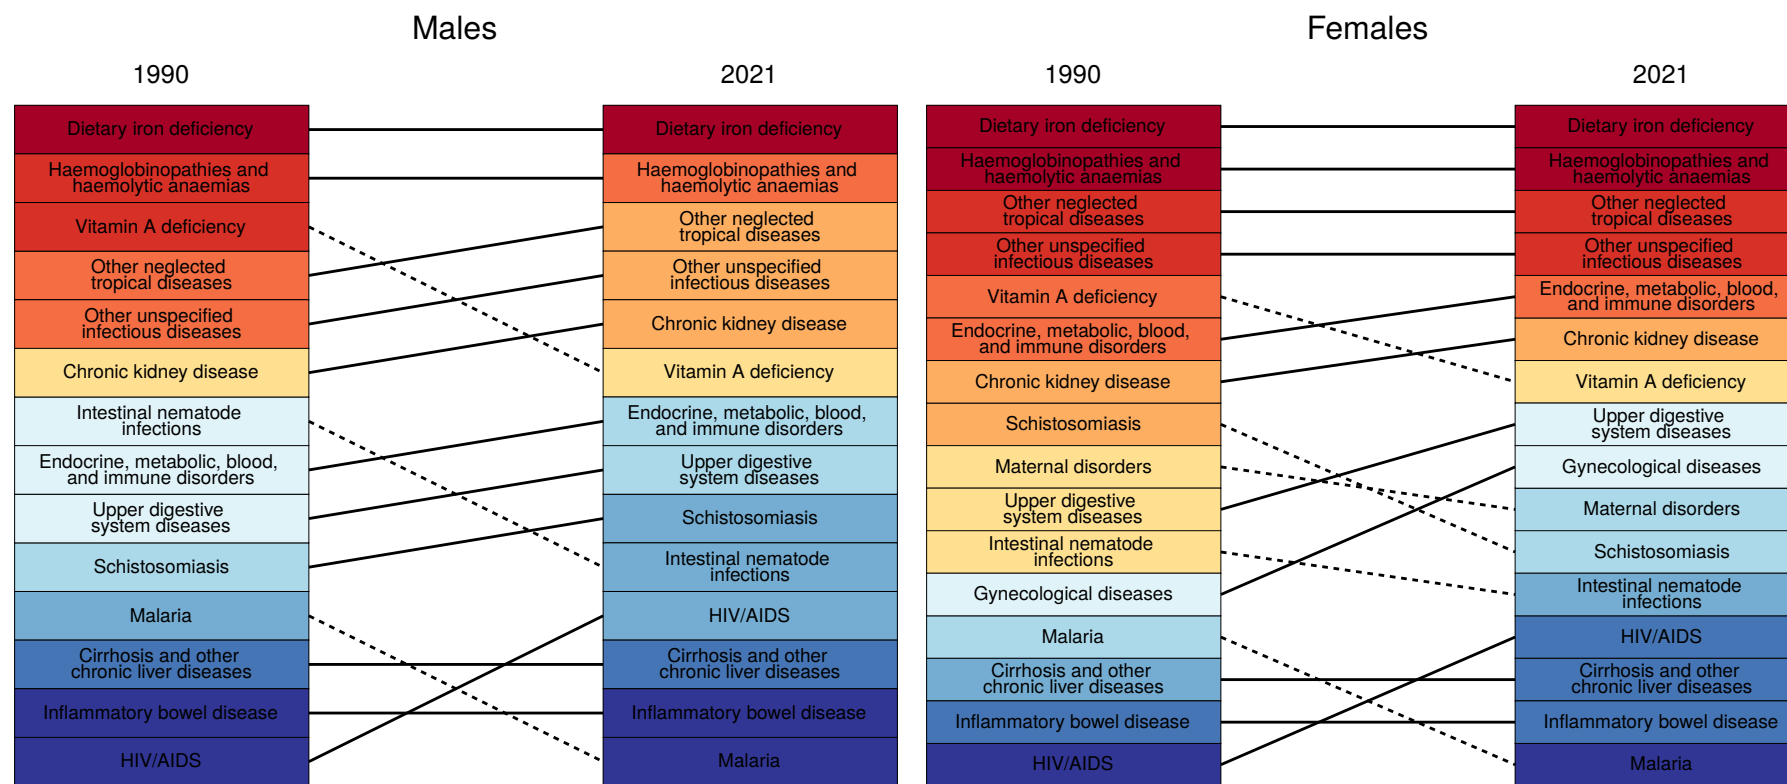 Males
1990
2021
Dietary iron deficiency
Haemoglobinopathies and
haemolytic anaemias
Vitamin A deficiency
Other neglected
tropical diseases
Other unspecified
infectious diseases
Chronic kidney disease
Intestinal nematode
infections
Endocrine, metabolic, blood,
and immune disorders
Upper digestive
system diseases
Schistosomiasis
Malaria
Cirrhosis and other
chronic liver diseases
Inflammatory bowel disease
HIV/AIDS
Dietary iron deficiency
Haemoglobinopathies and
haemolytic anaemias
Other neglected
tropical diseases
Other unspecified
infectious diseases
Chronic kidney disease
Vitamin A deficiency
Endocrine, metabolic, blood,
and immune disorders
Upper digestive
system diseases
Schistosomiasis
Intestinal nematode
infections
HIV/AIDS
Cirrhosis and other
chronic liver diseases
Inflammatory bowel disease
Malaria
Females
1990
2021
Dietary iron deficiency
Haemoglobinopathies and
haemolytic anaemias
Other neglected
tropical diseases
Other unspecified
infectious diseases
Vitamin A deficiency
Endocrine, metabolic, blood,
and immune disorders
Chronic kidney disease
Schistosomiasis
Maternal disorders
Upper digestive
system diseases
Intestinal nematode
infections
Gynecological diseases
Malaria
Cirrhosis and other
chronic liver diseases
Inflammatory bowel disease
HIV/AIDS
Dietary iron deficiency
Haemoglobinopathies and
haemolytic anaemias
Other neglected
tropical diseases
Other unspecified
infectious diseases
Endocrine, metabolic, blood,
and immune disorders
Chronic kidney disease
Vitamin A deficiency
Upper digestive
system diseases
Gynecological diseases
Maternal disorders
Schistosomiasis
Intestinal nematode
infections
HIV/AIDS
Cirrhosis and other
chronic liver diseases
Inflammatory bowel disease
Malaria